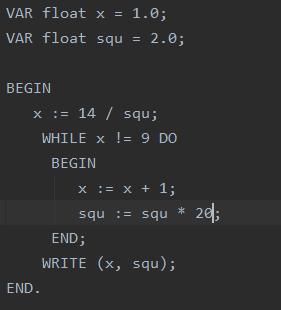 VAR float x = 1.0;
VAR float squ = 2.0;

BEGIN
   x := 14 / squ;
    WHILE x != 9 DO
     BEGIN
        x := x + 1;
        squ := squ * 20;
     END;
    WRITE (x, squ);
END.